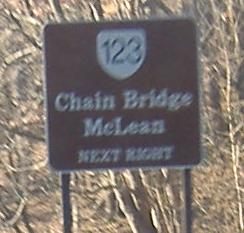 123
Chain Bridge
McLean
NEXT RIGHT